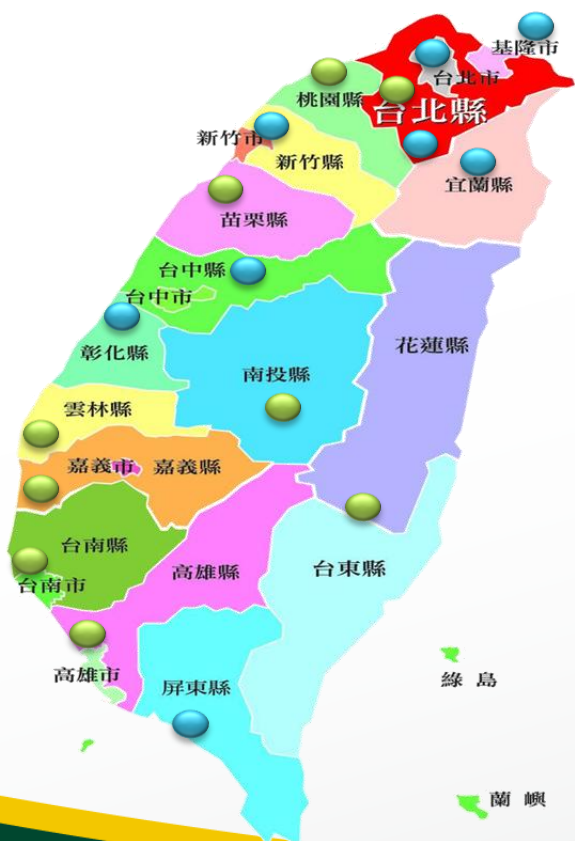 基隆市
台北市
桃園縣
台北縣
新竹市
新竹縣
宜蘭縣
苗栗縣
台中縣
台中市
彰化縣
花蓮縣
南投縣
雲林縣
嘉義市
嘉義縣
台南縣
台南市
高雄縣
台東縣
高雄市
屏東縣
綠島
蘭嶼